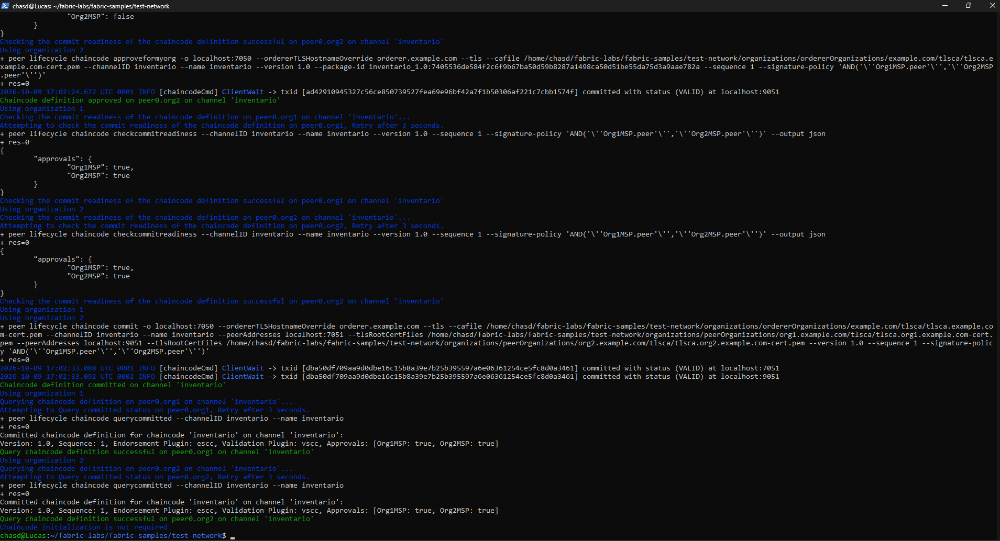 chasd@Lucas: ~/fabric-labs/fabric-samples/test-network
                "Org2MSP": false
        }
}
Checking the commit readiness of the chaincode definition successful on peer0.org2 on channel 'inventario'
Using organization 2
+ peer lifecycle chaincode approveformyorg -o localhost:7050 --ordererTLSHostnameOverride orderer.example.com --tls --cafile /home/chasd/fabric-labs/fabric-samples/test-network/organizations/ordererOrganizations/example.com/tlsca/tlsca.e
xample.com-cert.pem --channelID inventario --name inventario --version 1.0 --package-id inventario_1.0:7405536de584f2c6f9b67ba50d59b8287a1498ca50d51be55da75d3a9aae782a --sequence 1 --signature-policy 'AND('\''Org1MSP.peer'\'','\''Org2MSP
.peer'\'')'
+ res=0
2026-10-09 17:02:24.672 UTC 0001 INFO [chaincodeCmd] ClientWait -> txid [ad42910945327c56ce850739527fea69e96bf42a7f1b50306af221c7cbb1574f] committed with status (VALID) at localhost:9051
Chaincode definition approved on peer0.org2 on channel 'inventario'
Using organization 1
Checking the commit readiness of the chaincode definition on peer0.org1 on channel 'inventario'...
Attempting to check the commit readiness of the chaincode definition on peer0.org1, Retry after 3 seconds.
+ peer lifecycle chaincode checkcommitreadiness --channelID inventario --name inventario --version 1.0 --sequence 1 --signature-policy 'AND('\''Org1MSP.peer'\'','\''Org2MSP.peer'\'')' --output json
+ res=0
{
        "approvals": {
                "Org1MSP": true,
                "Org2MSP": true
        }
}
Checking the commit readiness of the chaincode definition successful on peer0.org1 on channel 'inventario'
Using organization 2
Checking the commit readiness of the chaincode definition on peer0.org2 on channel 'inventario'...
Attempting to check the commit readiness of the chaincode definition on peer0.org2, Retry after 3 seconds.
+ peer lifecycle chaincode checkcommitreadiness --channelID inventario --name inventario --version 1.0 --sequence 1 --signature-policy 'AND('\''Org1MSP.peer'\'','\''Org2MSP.peer'\'')' --output json
+ res=0
{
        "approvals": {
                "Org1MSP": true,
                "Org2MSP": true
        }
}
Checking the commit readiness of the chaincode definition successful on peer0.org2 on channel 'inventario'
Using organization 1
Using organization 2
+ peer lifecycle chaincode commit -o localhost:7050 --ordererTLSHostnameOverride orderer.example.com --tls --cafile /home/chasd/fabric-labs/fabric-samples/test-network/organizations/ordererOrganizations/example.com/tlsca/tlsca.example.co
m-cert.pem --channelID inventario --name inventario --peerAddresses localhost:7051 --tlsRootCertFiles /home/chasd/fabric-labs/fabric-samples/test-network/organizations/peerOrganizations/org1.example.com/tlsca/tlsca.org1.example.com-cert.
pem --peerAddresses localhost:9051 --tlsRootCertFiles /home/chasd/fabric-labs/fabric-samples/test-network/organizations/peerOrganizations/org2.example.com/tlsca/tlsca.org2.example.com-cert.pem --version 1.0 --sequence 1 --signature-polic
y 'AND('\''Org1MSP.peer'\'','\''Org2MSP.peer'\'')'
+ res=0
2026-10-09 17:02:33.088 UTC 0001 INFO [chaincodeCmd] ClientWait -> txid [dba50df709aa9d0dbe16c15b8a39e7b25b395597a6e06361254ce5fc8d0a3461] committed with status (VALID) at localhost:7051
2026-10-09 17:02:33.092 UTC 0002 INFO [chaincodeCmd] ClientWait -> txid [dba50df709aa9d0dbe16c15b8a39e7b25b395597a6e06361254ce5fc8d0a3461] committed with status (VALID) at localhost:9051
Chaincode definition committed on channel 'inventario'
Using organization 1
Querying chaincode definition on peer0.org1 on channel 'inventario'...
Attempting to Query committed status on peer0.org1, Retry after 3 seconds.
+ peer lifecycle chaincode querycommitted --channelID inventario --name inventario
+ res=0
Committed chaincode definition for chaincode 'inventario' on channel 'inventario':
Version: 1.0, Sequence: 1, Endorsement Plugin: escc, Validation Plugin: vscc, Approvals: [Org1MSP: true, Org2MSP: true]
Query chaincode definition successful on peer0.org1 on channel 'inventario'
Using organization 2
Querying chaincode definition on peer0.org2 on channel 'inventario'...
Attempting to Query committed status on peer0.org2, Retry after 3 seconds.
+ peer lifecycle chaincode querycommitted --channelID inventario --name inventario
+ res=0
Committed chaincode definition for chaincode 'inventario' on channel 'inventario':
Version: 1.0, Sequence: 1, Endorsement Plugin: escc, Validation Plugin: vscc, Approvals: [Org1MSP: true, Org2MSP: true]
Query chaincode definition successful on peer0.org2 on channel 'inventario'
Chaincode initialization is not required
chasd@Lucas:~/fabric-labs/fabric-samples/test-network$